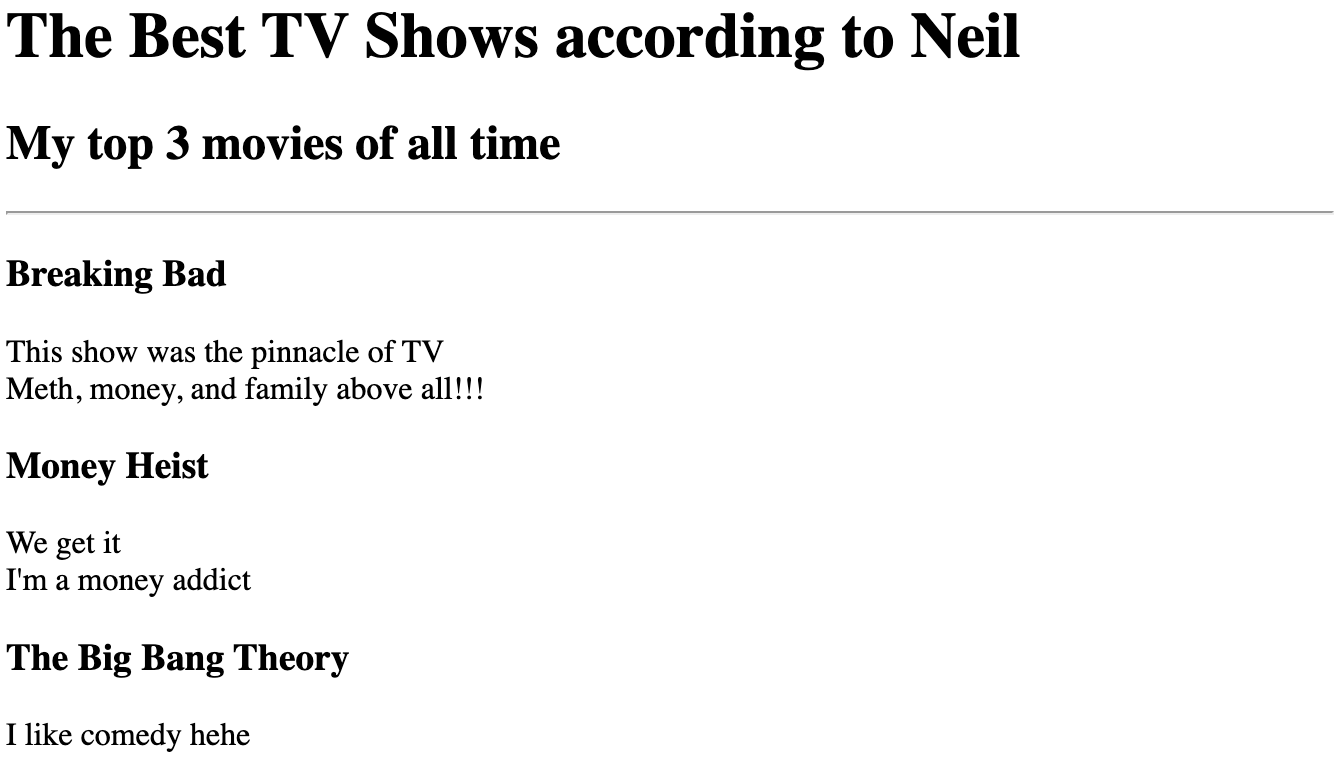 The Best TV Shows according to Neil
My top 3 movies of all time
Breaking Bad
This show was the pinnacle of TV
Meth, money, and family above all!!!
Money Heist
We get it
I'm a money addict
The Big Bang Theory
I like comedy hehe